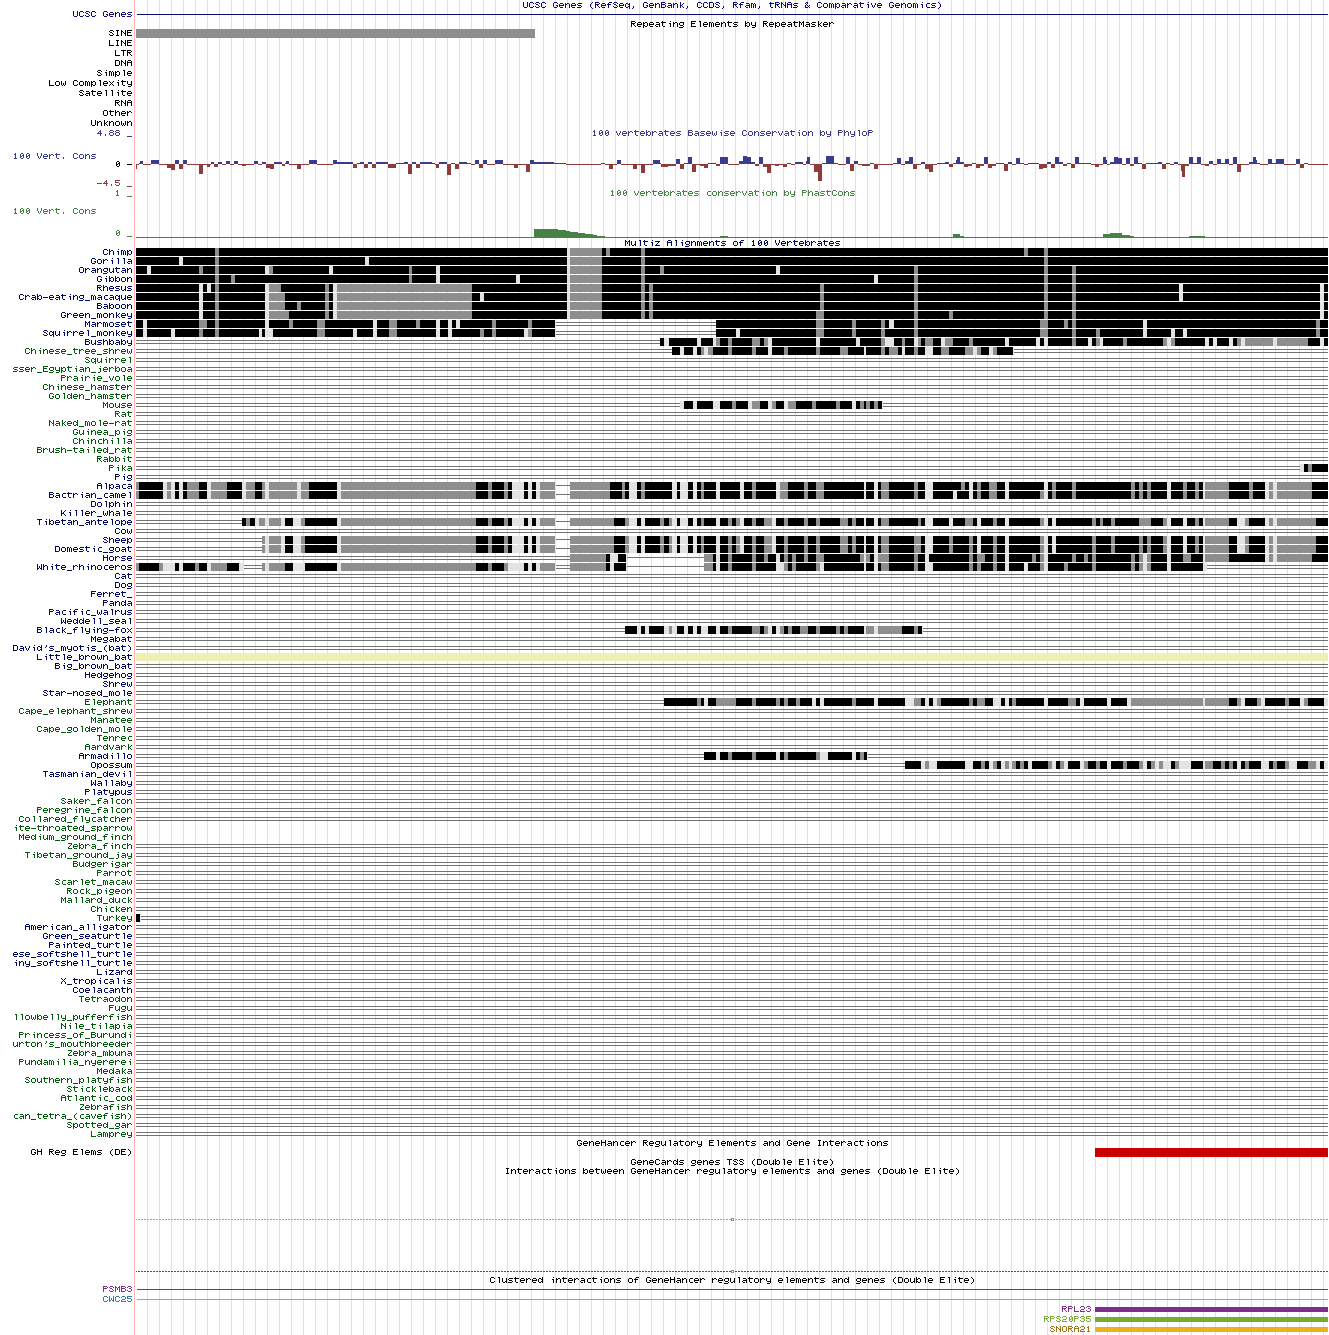 UCSC Genes (RefSeq, GenBank, CCDS, Rfam, tRNAs & Comparative Genomics)
UCSC Genes
Repeating Elements by RepeatMasker
SINE
LINE
LTR
DNA
Simple
Low Complexity
Satellite
RNA
Other
Unknown
4.88 _
100 vertebrates Basewise Conservation by PhyloP
100 Vert. Cons
0 _
-4.5 _
1 _
100 vertebrates conservation by PhastCons
100 Vert. Cons
0 _
Multiz Alignments of 100 Vertebrates
Chimp
Gorilla
Orangutan
Gibbon
Rhesus
Crab-eating_macaque
Baboon
Green_monkey
Marmoset
Squirrel_monkey
Bushbaby
Chinese_tree_shrew
Squirrel
sser_Egyptian_jerboa
Prairie_vole
Chinese_hamster
Golden_hamster
Mouse
Rat
Naked_mole-rat
Guinea_pig
Chinchilla
Brush-tailed_rat
Rabbit
Pika
Pig
Alpaca
Bactrian_camel
Dolphin
Killer_whale
Tibetan_antelope
Cow
Sheep
Domestic_goat
Horse
White_rhinoceros
Cat
Dog
Ferret_
Panda
Pacific_walrus
Weddell_seal
Black_flying-fox
Megabat
David's_myotis_(bat)
Little_brown_bat
Big_brown_bat
Hedgehog
Shrew
Star-nosed_mole
Elephant
Cape_elephant_shrew
Manatee
Cape_golden_mole
Tenrec
Aardvark
Armadillo
Opossum
Tasmanian_devil
Wallaby
Platypus
Saker_falcon
Peregrine_falcon
Collared_flycatcher
ite-throated_sparrow
Medium_ground_finch
Zebra_finch
Tibetan_ground_jay
Budgerigar
Parrot
Scarlet_macaw
Rock_pigeon
Mallard_duck
Chicken
Turkey
American_alligator
Green_seaturtle
Painted_turtle
ese_softshell_turtle
iny_softshell_turtle
Lizard
X_tropicalis
Coelacanth
Tetraodon
Fugu
llowbelly_pufferfish
Nile_tilapia
Princess_of_Burundi
urton's_mouthbreeder
Zebra_mbuna
Pundamilia_nyererei
Medaka
Southern_platyfish
Stickleback
Atlantic_cod
Zebrafish
can_tetra_(cavefish)
Spotted_gar
Lamprey
GeneHancer Regulatory Elements and Gene Interactions
GH Reg Elems (DE)
GeneCards genes TSS (Double Elite)
Interactions between GeneHancer regulatory elements and genes (Double Elite)
Clustered interactions of GeneHancer regulatory elements and genes (Double Elite)
PSMB3
CWC25
RPL23
RPS20P35
SNORA21